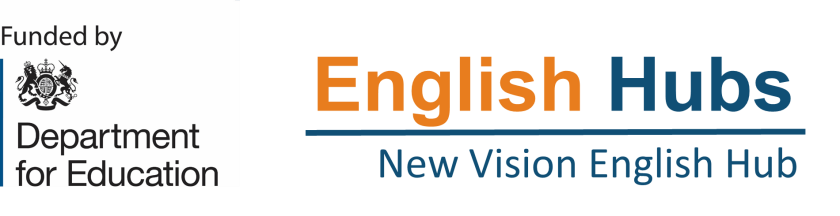 Funded by
Department
for Education
English Hubs
New Vision English Hub